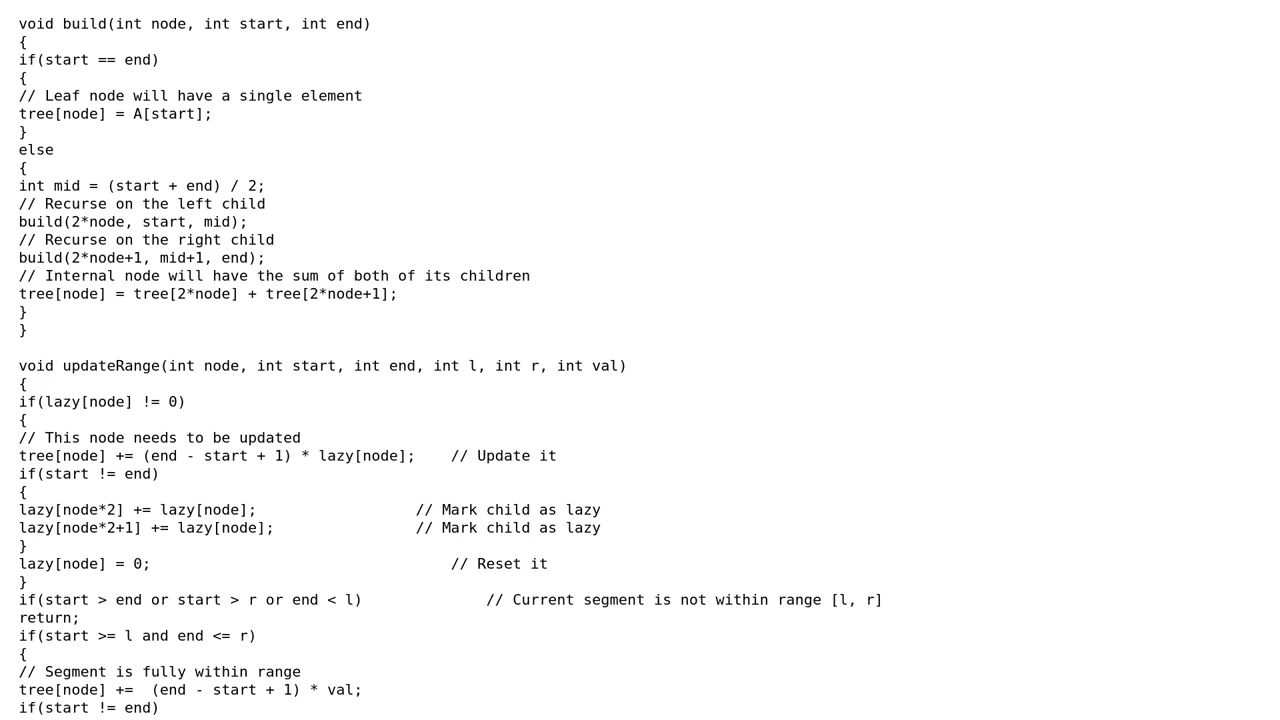 void build(int node, int start, int end)
{
if(start == end)
{
// Leaf node will have a single element
tree[node] = A[start];
}
else
{
int mid = (start + end) / 2;
// Recurse on the left child
build(2*node, start, mid);
// Recurse on the right child
build(2*node+1, mid+1, end);
// Internal node will have the sum of both of its children
tree[node] = tree[2*node] + tree[2*node+1];
}
}

void updateRange(int node, int start, int end, int l, int r, int val)
{
if(lazy[node] != 0)
{
// This node needs to be updated
tree[node] += (end - start + 1) * lazy[node];    // Update it
if(start != end)
{
lazy[node*2] += lazy[node];                  // Mark child as lazy
lazy[node*2+1] += lazy[node];                // Mark child as lazy
}
lazy[node] = 0;                                  // Reset it
}
if(start > end or start > r or end < l)              // Current segment is not within range [l, r]
return;
if(start >= l and end <= r)
{
// Segment is fully within range
tree[node] +=  (end - start + 1) * val;
if(start != end)